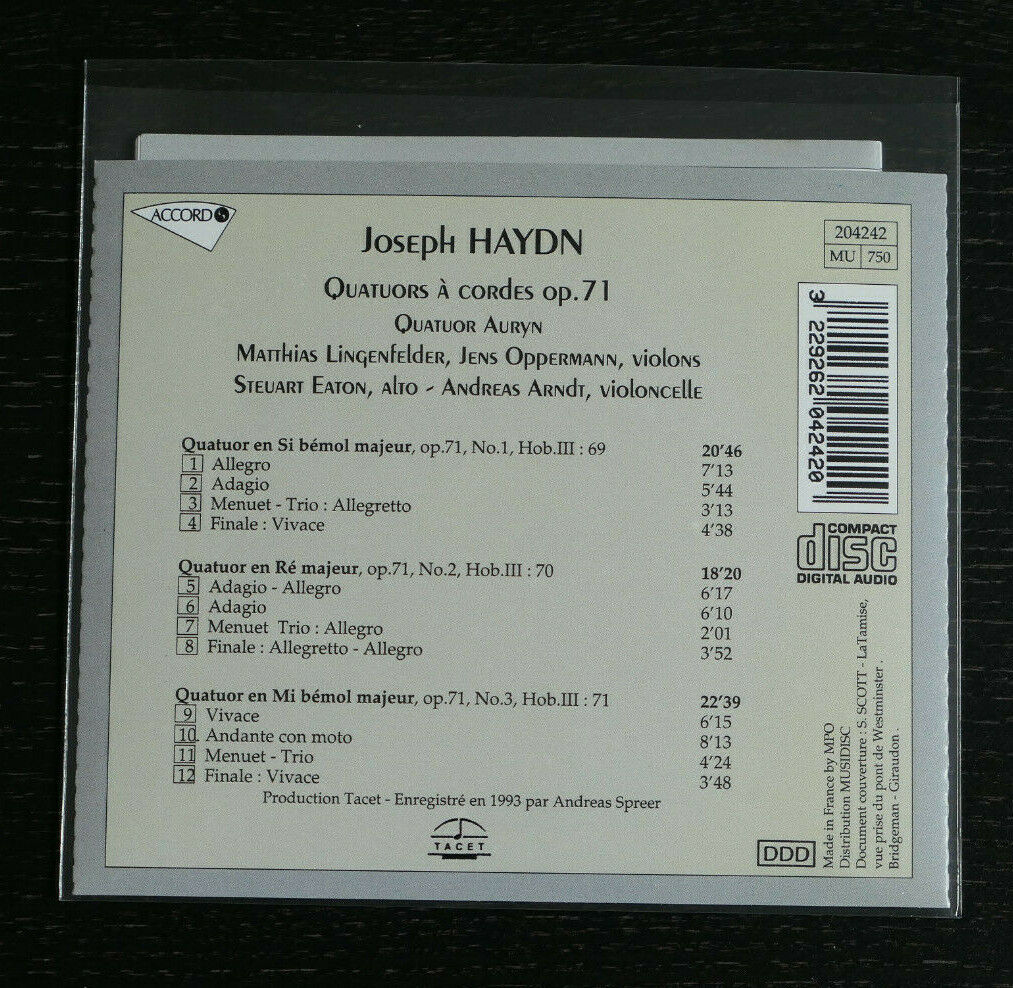 ACCORD
Joseph HAYDN
Quatuors à cordes op.71
Quatuor Auryn
Matthias Lingenfelder, Jens Oppermann, violons
Steuart Eaton, alto - Andreas Arndt, violoncelle
204242
MU 750
3 229262 042420
COMPACT
disc
DIGITAL AUDIO
Quatuor en Si bémol majeur, op.71, No.1, Hob.III : 69 20'46
1 Allegro 7'13
2 Adagio 5'44
3 Menuet - Trio : Allegretto 3'13
4 Finale : Vivace 4'38
Quatuor en Ré majeur, op.71, No.2, Hob.III : 70 18'20
5 Adagio - Allegro 6'17
6 Adagio 6'10
7 Menuet Trio : Allegro 2'01
8 Finale : Allegretto - Allegro 3'52
Quatuor en Mi bémol majeur, op.71, No.3, Hob.III : 71 22'39
9 Vivace 6'15
10 Andante con moto 8'13
11 Menuet - Trio 4'24
12 Finale : Vivace 3'48
Production Tacet - Enregistré en 1993 par Andreas Spreer
TACET
DDD
Made in France by MPO
Distribution MUSIDISC
Document couverture : S. SCOTT - LaTamise,
vue prise du pont de Westminster .
Bridgeman - Giraudon .